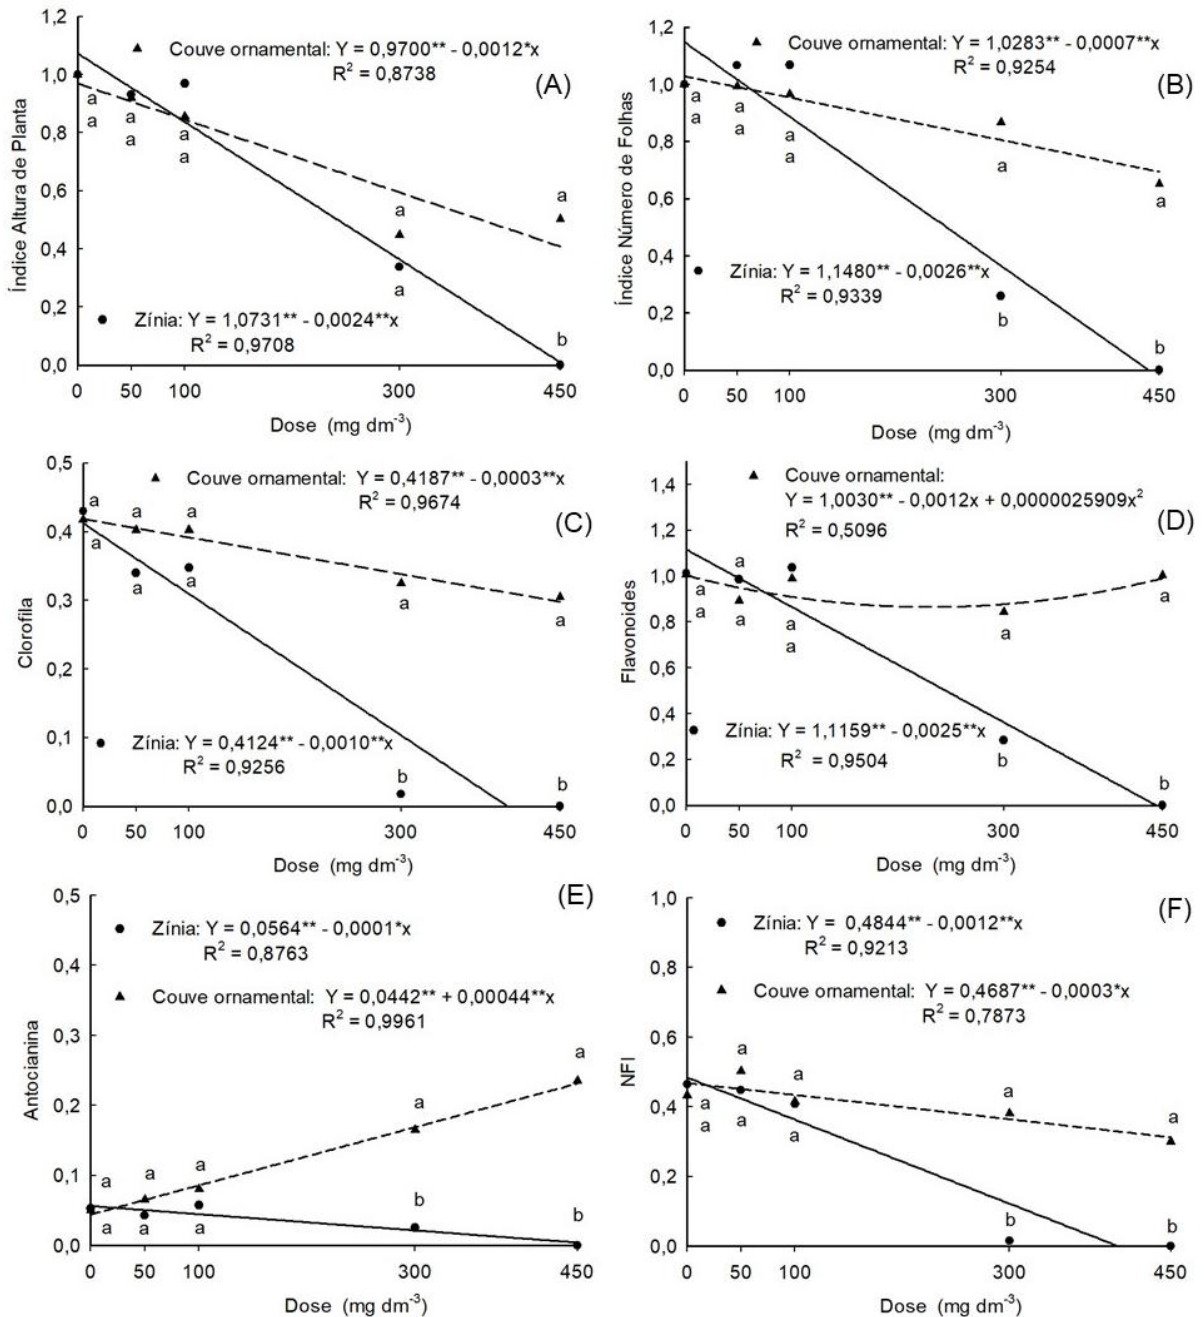 1,2
▲ Couve ornamental: Y = 0,9700** - 0,0012*x
R² = 0,8738
(A)
1,0
a
a
a
a
a
a
0,8
0,6
0,4
0,2
0,0
a
a
a
b
● Zínia: Y = 1,0731** - 0,0024**x
R² = 0,9708
Índice Altura de Planta
0 50 100 300 450
Dose (mg dm⁻³)
1,2
▲ Couve ornamental: Y = 1,0283** - 0,0007**x
R² = 0,9254
(B)
1,0
a
a
a
a
a
a
0,8
0,6
0,4
0,2
0,0
a
a
b
b
● Zínia: Y = 1,1480** - 0,0026**x
R² = 0,9339
Índice Número de Folhas
0 50 100 300 450
Dose (mg dm⁻³)
0,5
▲ Couve ornamental: Y = 0,4187** - 0,0003**x
R² = 0,9674
(C)
a
a
a
0,4
a
a
a
0,3
0,2
0,1
0,0
a
a
b
b
● Zínia: Y = 0,4124** - 0,0010**x
R² = 0,9256
Clorofila
0 50 100 300 450
Dose (mg dm⁻³)
▲ Couve ornamental:
Y = 1,0030** - 0,0012x + 0,0000025909x²
R² = 0,5096
(D)
1,4
1,2
1,0
0,8
0,6
0,4
0,2
0,0
a
a
a
a
a
a
a
a
b
b
● Zínia: Y = 1,1159** - 0,0025**x
R² = 0,9504
Flavonoides
0 50 100 300 450
Dose (mg dm⁻³)
0,5
(E)
● Zínia: Y = 0,0564** - 0,0001*x
R² = 0,8763
0,4
▲ Couve ornamental: Y = 0,0442** + 0,00044**x
R² = 0,9961
0,3
0,2
0,1
0,0
a
a
a
a
a
a
a
a
b
b
Antocianina
0 50 100 300 450
Dose (mg dm⁻³)
1,0
(F)
● Zínia: Y = 0,4844** - 0,0012**x
R² = 0,9213
0,8
▲ Couve ornamental: Y = 0,4687** - 0,0003*x
R² = 0,7873
0,6
0,4
0,2
0,0
a
a
a
a
a
a
a
a
b
b
NFI
0 50 100 300 450
Dose (mg dm⁻³)